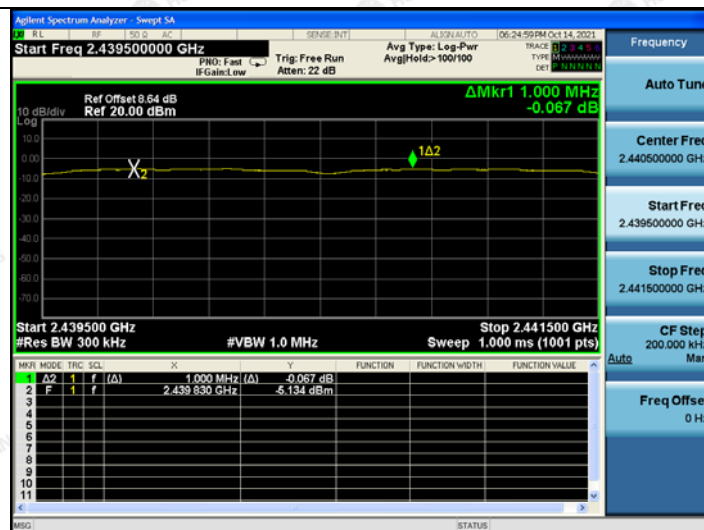 Agilent Spectrum Analyzer - Swept SA
RL RF 50 Ω AC SENSE:INT ALIGNAUTO 06:24:59PM Oct 14, 2021
Start Freq 2.439500000 GHz
PNO: Fast Trig: Free Run Avg Type: Log-Pwr TRACE 1 2 3 4 5 6
IFGain:Low Atten: 22 dB Avg|Hold:>100/100 TYPE M
DET P N N N N N
Ref Offset 8.64 dB ΔMkr1 1.000 MHz
10 dB/div Ref 20.00 dBm -0.067 dB
Log
10.0
0.00
1Δ2
X2
-10.0
-20.0
-30.0
-40.0
-50.0
-60.0
-70.0
Start 2.439500 GHz Stop 2.441500 GHz
#Res BW 300 kHz #VBW 1.0 MHz Sweep 1.000 ms (1001 pts)
MKR MODE TRC SCL X Y FUNCTION FUNCTION WIDTH FUNCTION VALUE
1 Δ2 1 f (Δ) 1.000 MHz (Δ) -0.067 dB
2 F 1 f 2.439 830 GHz -5.134 dBm
3
4
5
6
7
8
9
10
11
MSG STATUS
Frequency
Auto Tune
Center Freq
2.440500000 GHz
Start Freq
2.439500000 GHz
Stop Freq
2.441500000 GHz
CF Step
200.000 kHz
Auto Man
Freq Offset
0 Hz